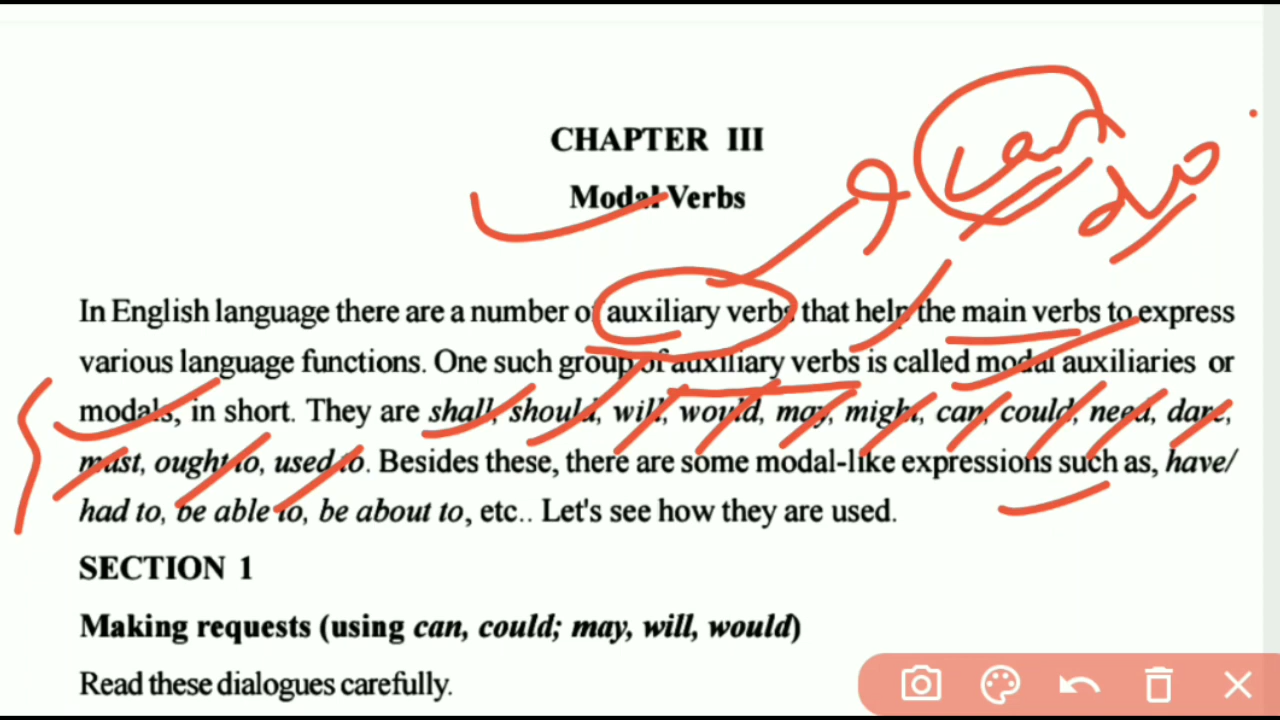 CHAPTER III
can
do
Modal Verbs
In English language there are a number of auxiliary verbs that help the main verbs to express
various language functions. One such group of auxiliary verbs is called modal auxiliaries or
modals, in short. They are shall, should, will, would, may, might, can, could, need, dare,
must, ought to, used to. Besides these, there are some modal-like expressions such as, have/
had to, be able to, be about to, etc.. Let's see how they are used.
SECTION 1
Making requests (using can, could; may, will, would)
Read these dialogues carefully.